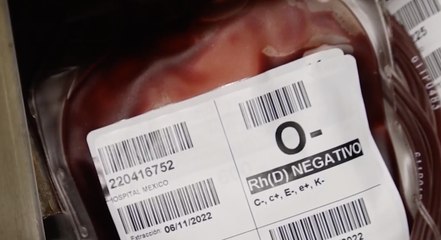 O-
Rh(D) NEGATIVO
C-, c+, E-, e+, K-
220416752
HOSPITAL MEXICO
Extracción 06/11/2022